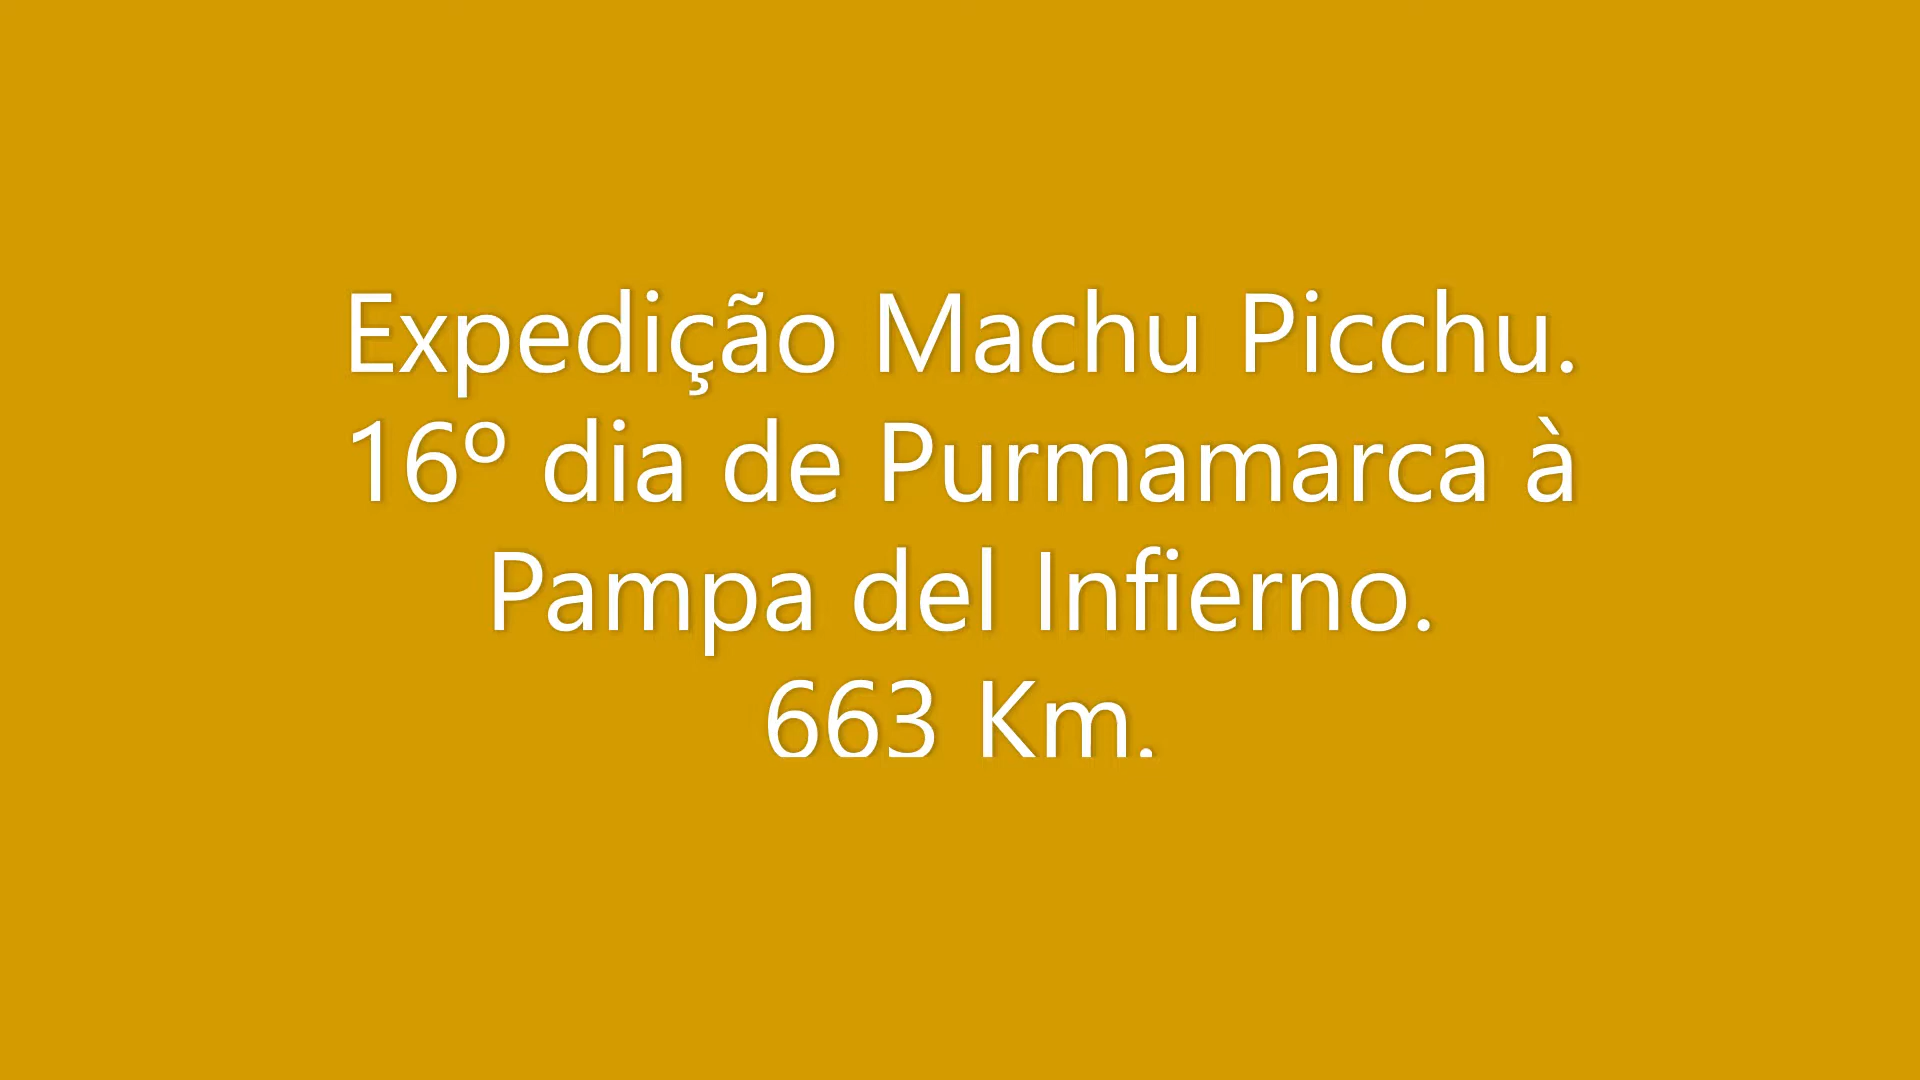 Expedição Machu Picchu.
16º dia de Purmamarca à
Pampa del Infierno.
663 Km.